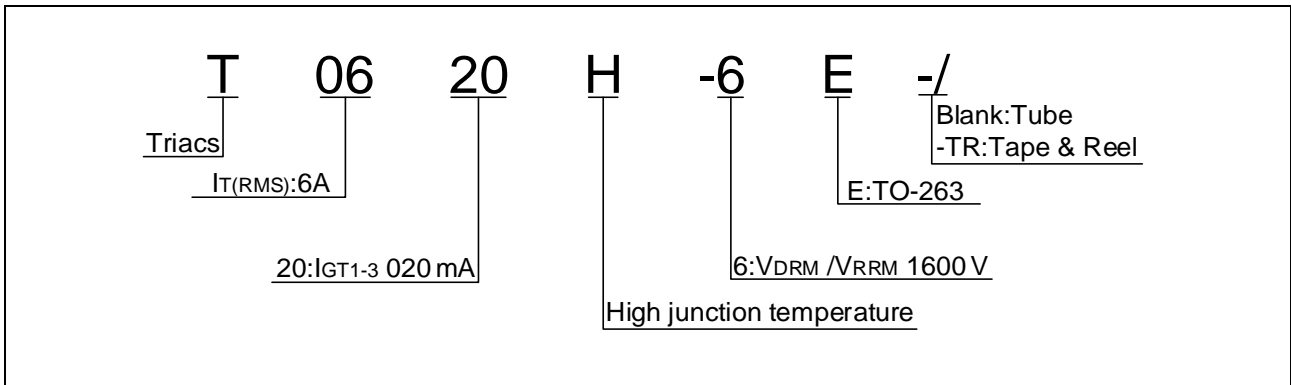 T 06 20 H -6 E -/
Blank:Tube
Triacs
-TR:Tape & Reel
IT(RMS):6A
E:TO-263
20:IGT1-3 020 mA
6:VDRM /VRRM 1600 V
High junction temperature